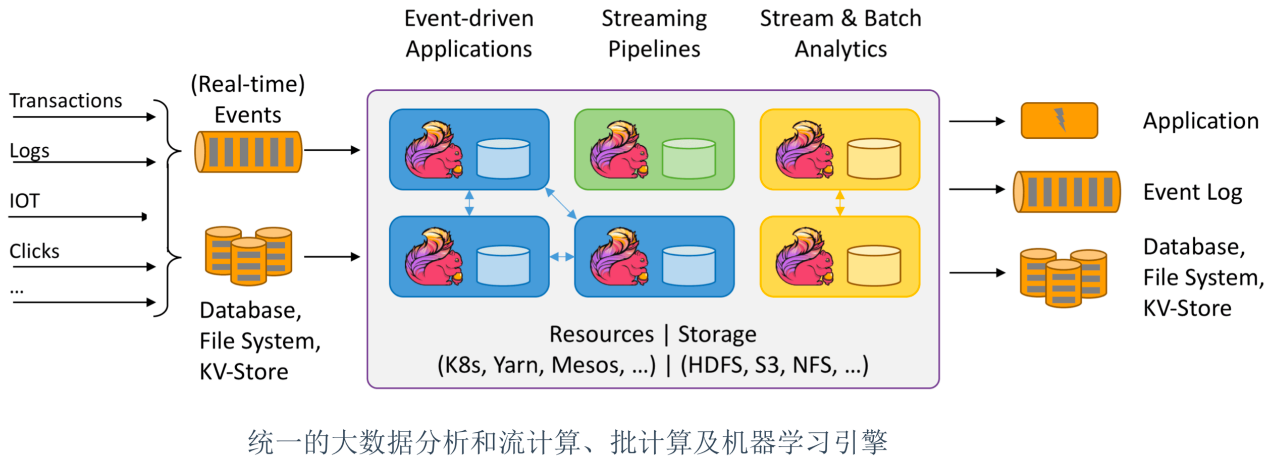 Event-driven
Applications
Streaming
Pipelines
Stream & Batch
Analytics
Transactions
Logs
IOT
Clicks
...
(Real-time)
Events
Database,
File System,
KV-Store
Resources | Storage
(K8s, Yarn, Mesos, ...) | (HDFS, S3, NFS, ...)
Application
Event Log
Database,
File System,
KV-Store
统一的大数据分析和流计算、批计算及机器学习引擎